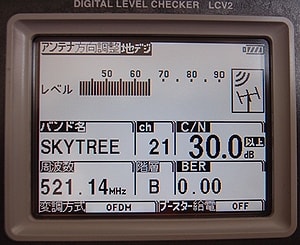 DIGITAL LEVEL CHECKER LCV2
アンテナ方向調整 地デジ
50 60 70 80 90
レベル
バンド名 ch C/N
SKYTREE 21 30.0 以上 dB
周波数 階層 BER
521.14 MHz B 0.00
変調方式 OFDM ブースター給電 OFF